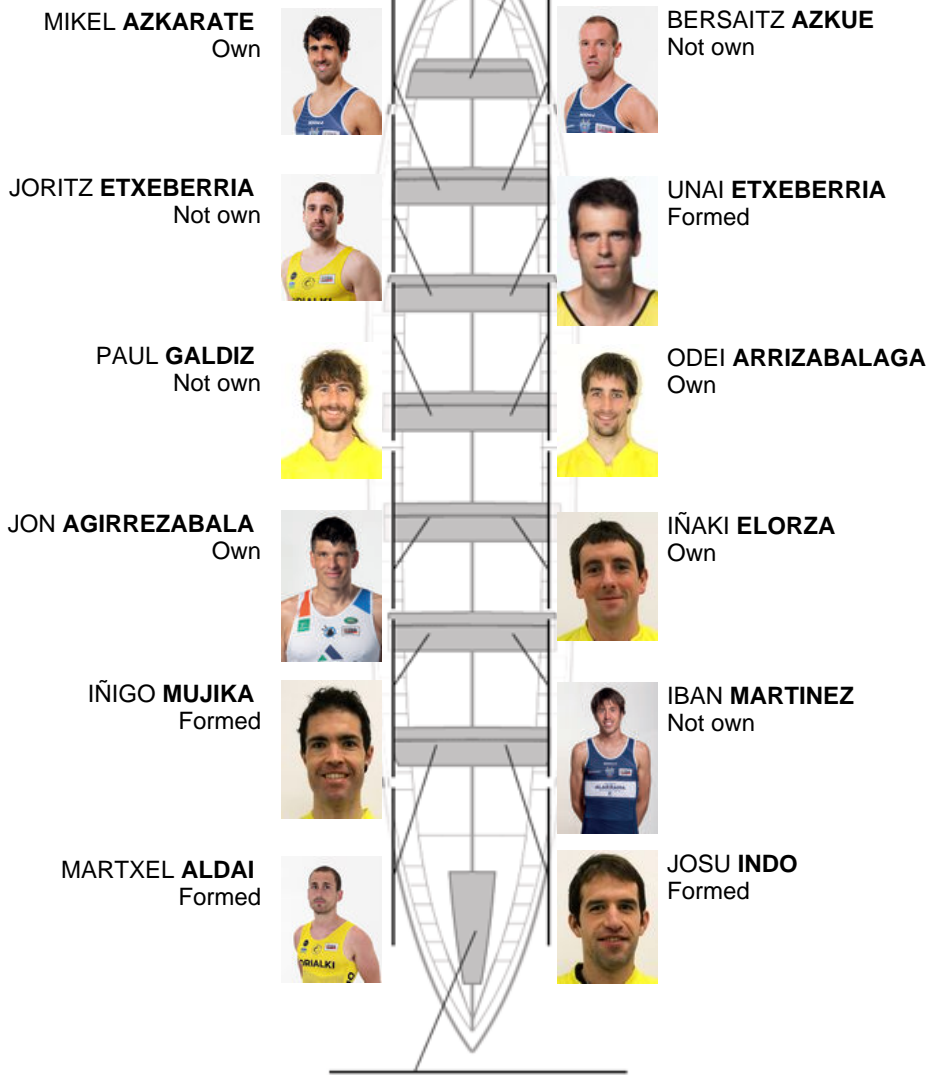 MIKEL AZKARATE
Own
BERSAITZ AZKUE
Not own
JORITZ ETXEBERRIA
Not own
UNAI ETXEBERRIA
Formed
PAUL GALDIZ
Not own
ODEI ARRIZABALAGA
Own
JON AGIRREZABALA
Own
IÑAKI ELORZA
Own
IÑIGO MUJIKA
Formed
IBAN MARTINEZ
Not own
MARTXEL ALDAI
Formed
JOSU INDO
Formed